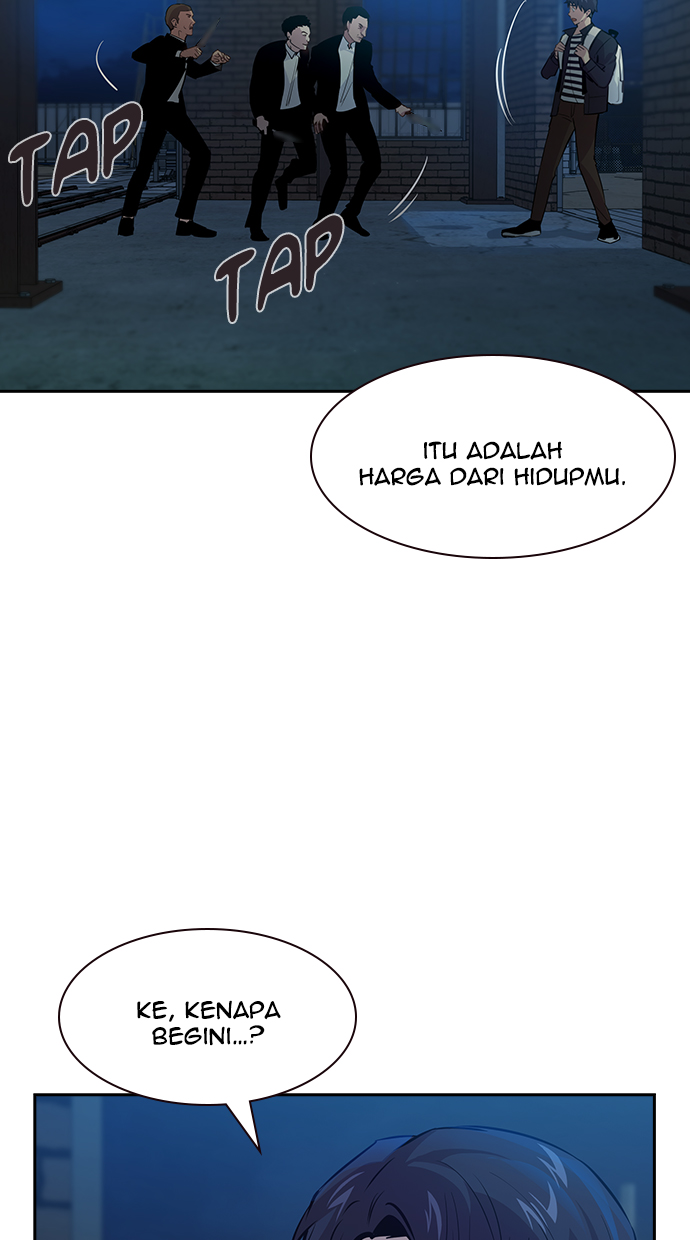 TAP
TAP
ITU ADALAH
HARGA DARI HIDUPMU.
KE, KENAPA
BEGINI...?